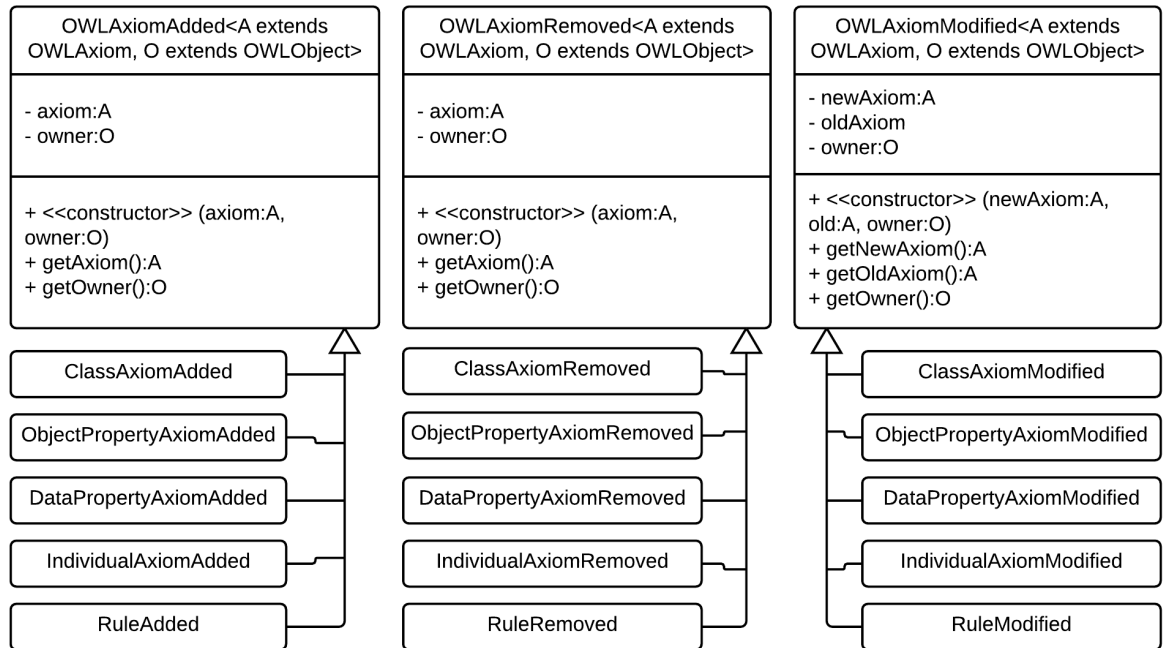 OWLAxiomAdded<A extends
OWLAxiom, O extends OWLObject>
- axiom:A
- owner:O
+ <<constructor>> (axiom:A,
owner:O)
+ getAxiom():A
+ getOwner():O
ClassAxiomAdded
ObjectPropertyAxiomAdded
DataPropertyAxiomAdded
IndividualAxiomAdded
RuleAdded
OWLAxiomRemoved<A extends
OWLAxiom, O extends OWLObject>
- axiom:A
- owner:O
+ <<constructor>> (axiom:A,
owner:O)
+ getAxiom():A
+ getOwner():O
ClassAxiomRemoved
ObjectPropertyAxiomRemoved
DataPropertyAxiomRemoved
IndividualAxiomRemoved
RuleRemoved
OWLAxiomModified<A extends
OWLAxiom, O extends OWLObject>
- newAxiom:A
- oldAxiom
- owner:O
+ <<constructor>> (newAxiom:A,
old:A, owner:O)
+ getNewAxiom():A
+ getOldAxiom():A
+ getOwner():O
ClassAxiomModified
ObjectPropertyAxiomModified
DataPropertyAxiomModified
IndividualAxiomModified
RuleModified